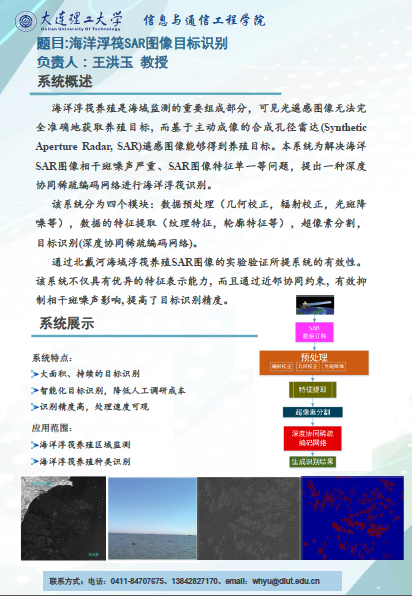 大连理工大学 信息与通信工程学院
Dalian University Of Technology
题目:海洋浮筏SAR图像目标识别
负责人：王洪玉 教授
系统概述
海洋浮筏养殖是海域监测的重要组成部分，可见光遥感图像无法完
全准确地获取养殖目标，而基于主动成像的合成孔径雷达(Synthetic
Aperture Radar, SAR)遥感图像能够得到养殖目标。本系统为解决海洋
SAR图像相干斑噪声严重、SAR图像特征单一等问题，提出一种深度
协同稀疏编码网络进行海洋浮筏识别。
该系统分为四个模块：数据预处理（几何校正，辐射校正，光斑降
噪等），数据的特征提取（纹理特征，轮廓特征等），超像素分割，
目标识别(深度协同稀疏编码网络)。
通过北戴河海域浮筏养殖SAR图像的实验验证所提系统的有效性。
该系统不仅具有优异的特征表示能力，而且通过近邻协同约束，有效抑
制相干斑噪声影响,提高了目标识别精度。
系统展示
系统特点：
大面积、持续的目标识别
智能化目标识别，降低人工调研成本
识别精度高，处理速度可观
应用范围：
海洋浮筏养殖区域监测
海洋浮筏养殖种类识别
SAR
数据计算
预处理
辐射校正 几何校正 光斑降噪
特征提取
超像素分割
深度协同稀疏
编码网络
生成识别结果
SAR
联系方式：电话：0411-84707675、13842827170、email：whyu@dlut.edu.cn